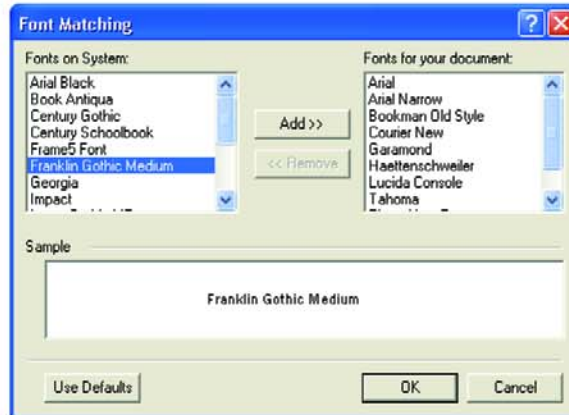 Font Matching
Fonts on System:
Arial Black
Book Antiqua
Century Gothic
Century Schoolbook
Frame5 Font
Franklin Gothic Medium
Georgia
Impact
Add >>
<< Remove
Fonts for your document:
Arial
Arial Narrow
Bookman Old Style
Courier New
Garamond
Haettenschweiler
Lucida Console
Tahoma
Sample
Franklin Gothic Medium
Use Defaults
OK
Cancel